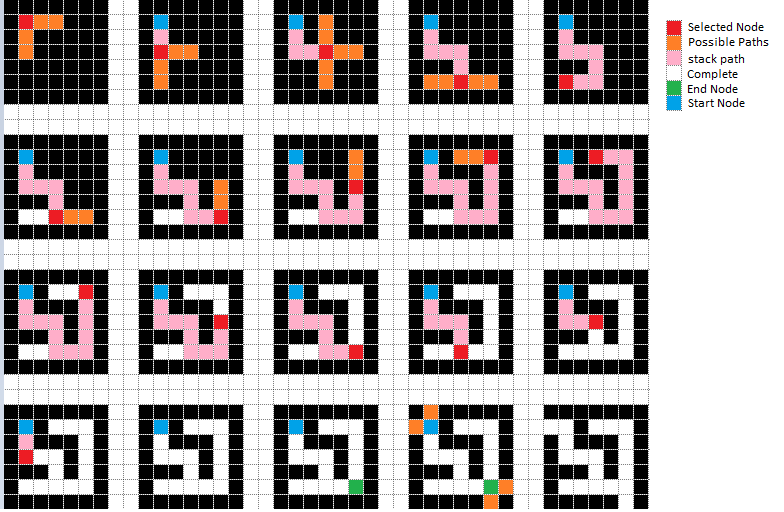 Selected Node
Possible Paths
stack path
Complete
End Node
Start Node